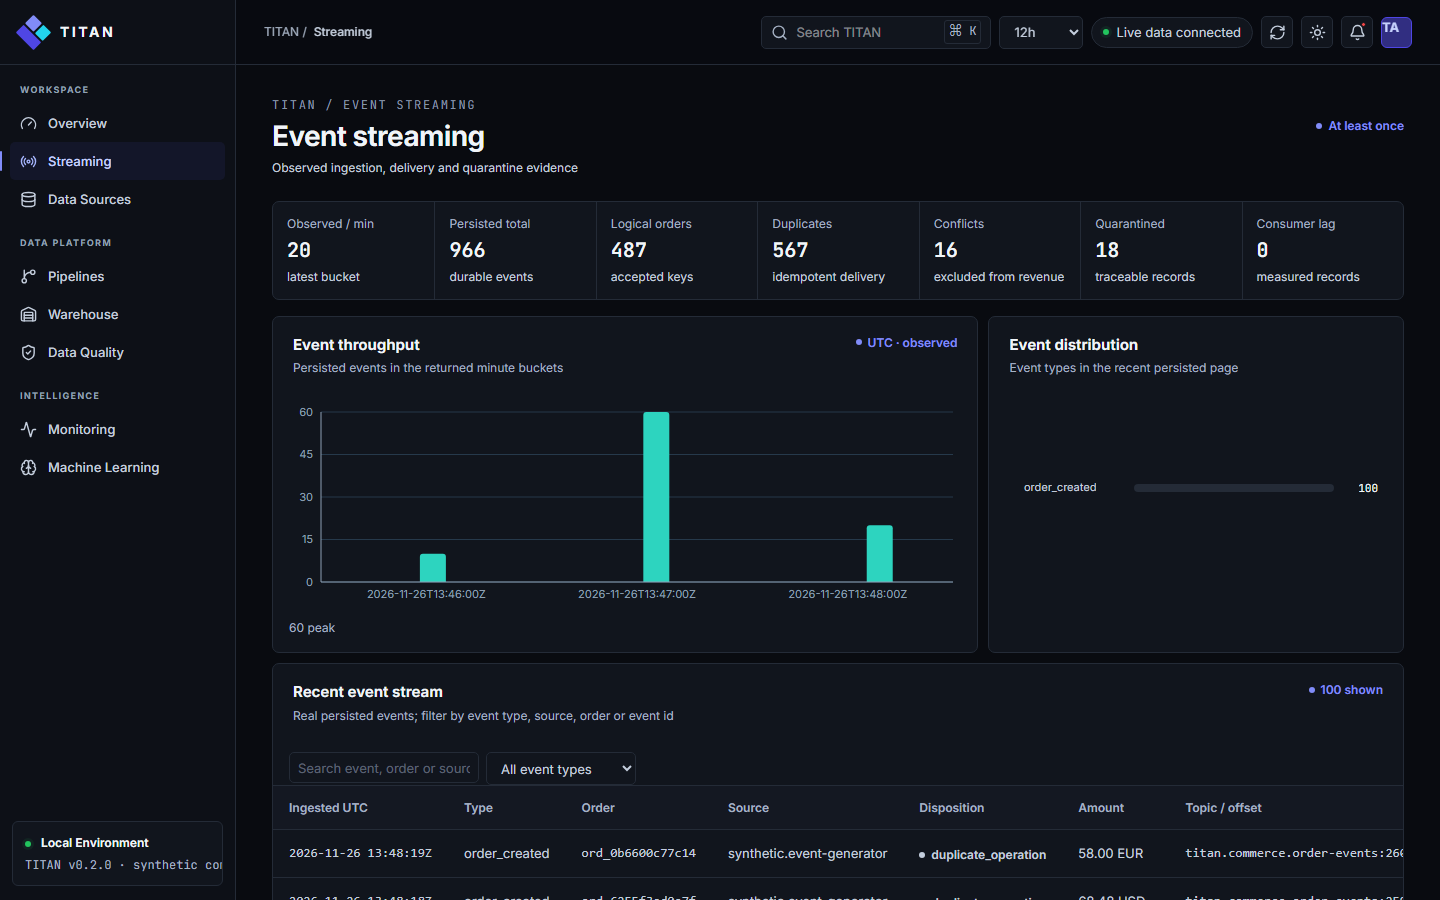 TITAN
TITAN / Streaming
Search TITAN
⌘ K
12h
Live data connected
TA
WORKSPACE
Overview
Streaming
Data Sources
DATA PLATFORM
Pipelines
Warehouse
Data Quality
INTELLIGENCE
Monitoring
Machine Learning
Local Environment
TITAN v0.2.0 · synthetic
TITAN / EVENT STREAMING
Event streaming
At least once
Observed ingestion, delivery and quarantine evidence
Observed / min
20
latest bucket
Persisted total
966
durable events
Logical orders
487
accepted keys
Duplicates
567
idempotent delivery
Conflicts
16
excluded from revenue
Quarantined
18
traceable records
Consumer lag
0
measured records
Event throughput
UTC · observed
Persisted events in the returned minute buckets
60
45
30
15
0
2026-11-26T13:46:00Z
2026-11-26T13:47:00Z
2026-11-26T13:48:00Z
60 peak
Event distribution
Event types in the recent persisted page
order_created
100
Recent event stream
100 shown
Real persisted events; filter by event type, source, order or event id
Search event, order or sourc
All event types
Ingested UTC Type Order Source Disposition Amount Topic / offset
2026-11-26 13:48:19Z order_created ord_0b6600c77c14 synthetic.event-generator duplicate_operation 58.00 EUR titan.commerce.order-events: